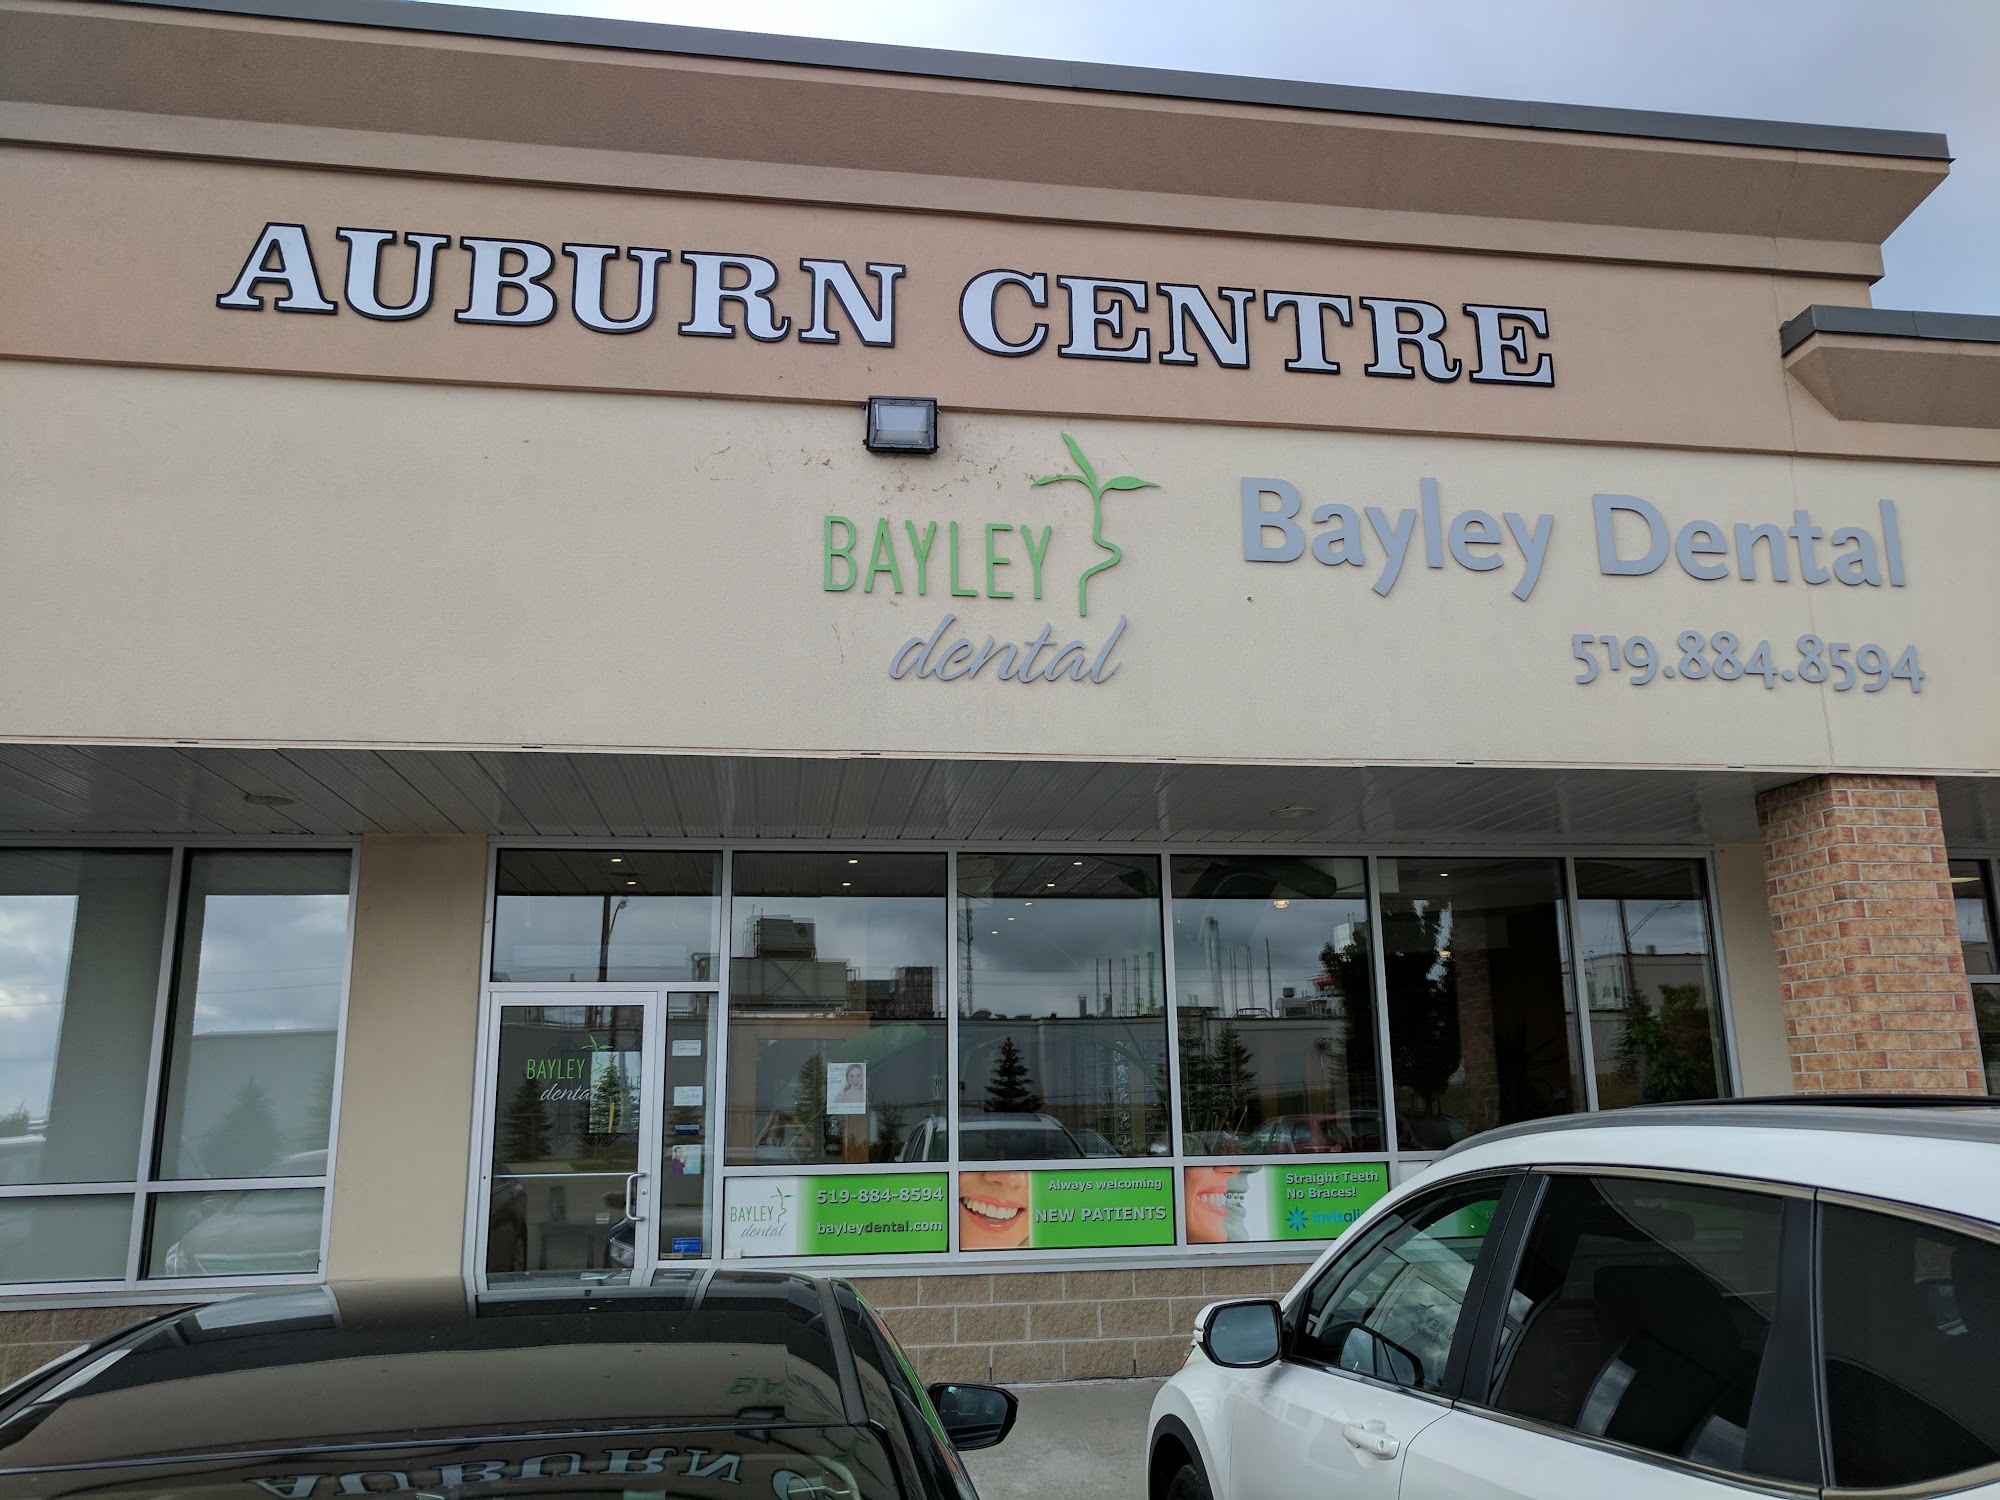 AUBURN CENTRE
BAYLEY
dental
Bayley Dental
519.884.8594
BAYLEY
dental
BAYLEY
dental
519-884-8594
bayleydental.com
Always welcoming
NEW PATIENTS
Straight Teeth
No Braces!
AUBURN